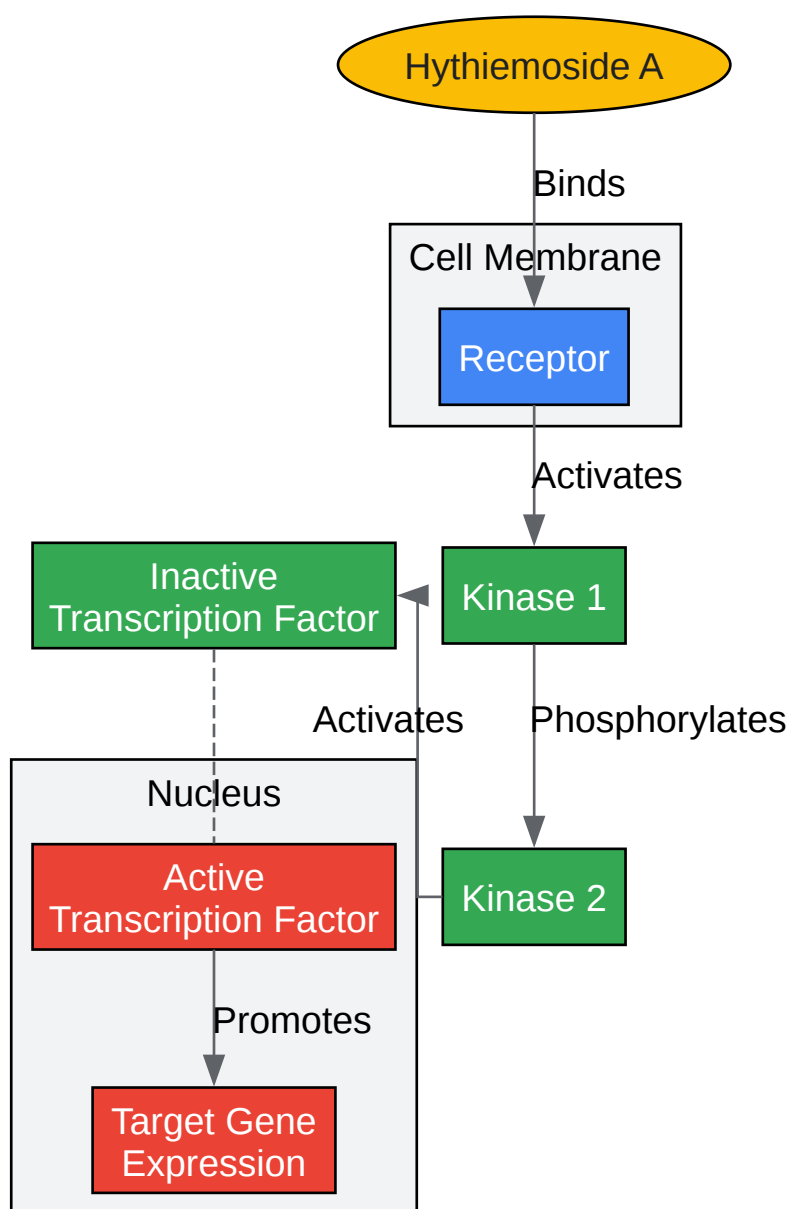 Hythiemoside A
Binds
Cell Membrane
Receptor
Activates
Inactive
Transcription Factor
Kinase 1
Activates
Phosphorylates
Nucleus
Active
Transcription Factor
Kinase 2
Promotes
Target Gene
Expression